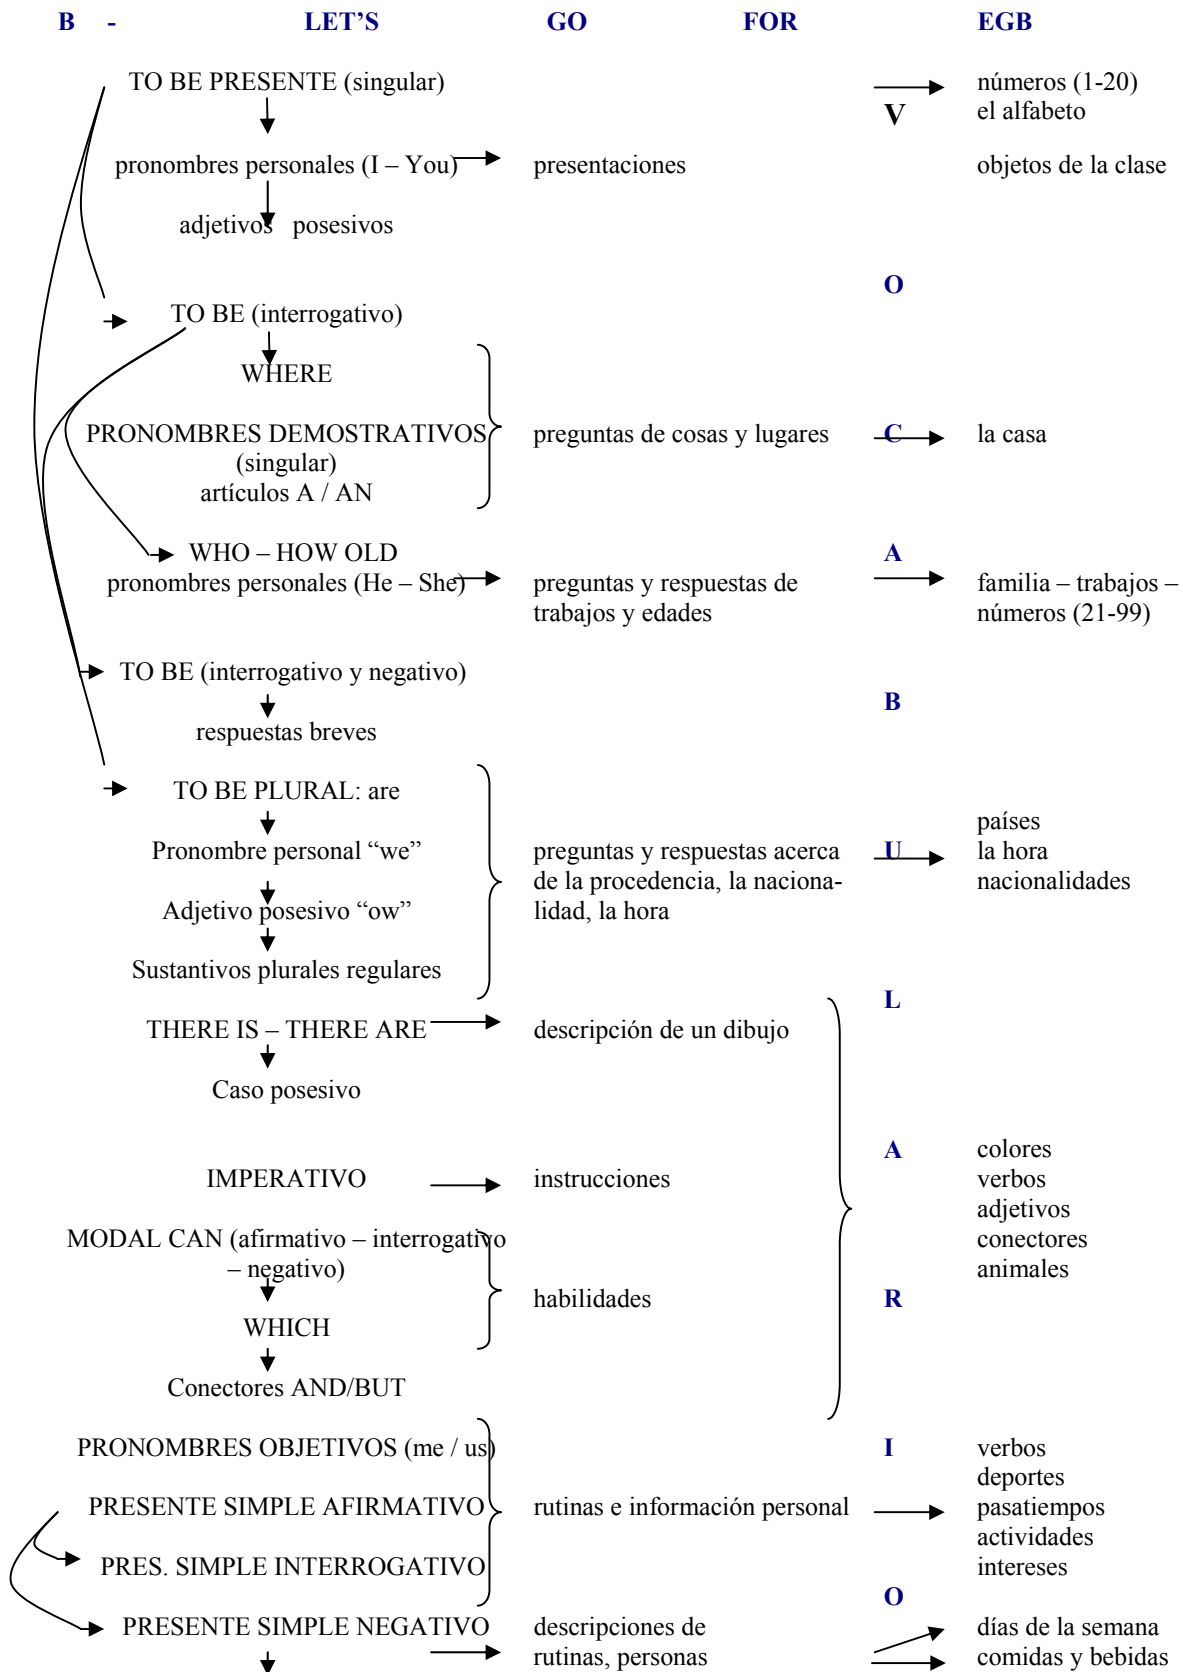 B - LET’S GO FOR EGB
TO BE PRESENTE (singular) números (1-20)
V el alfabeto
pronombres personales (I – You) presentaciones objetos de la clase
adjetivos posesivos
O
TO BE (interrogativo)
WHERE
PRONOMBRES DEMOSTRATIVOS preguntas de cosas y lugares C la casa
(singular)
artículos A / AN
WHO – HOW OLD A
pronombres personales (He – She) preguntas y respuestas de familia – trabajos –
trabajos y edades números (21-99)
TO BE (interrogativo y negativo)
B
respuestas breves
TO BE PLURAL: are
países
Pronombre personal “we” preguntas y respuestas acerca U la hora
de la procedencia, la naciona- nacionalidades
Adjetivo posesivo “ow” lidad, la hora
Sustantivos plurales regulares
L
THERE IS – THERE ARE descripción de un dibujo
Caso posesivo
A colores
IMPERATIVO instrucciones verbos
adjetivos
MODAL CAN (afirmativo – interrogativo conectores
– negativo) animales
habilidades R
WHICH
Conectores AND/BUT
PRONOMBRES OBJETIVOS (me / us) I verbos
deportes
PRESENTE SIMPLE AFIRMATIVO rutinas e información personal pasatiempos
actividades
PRES. SIMPLE INTERROGATIVO intereses
O
PRESENTE SIMPLE NEGATIVO descripciones de días de la semana
rutinas, personas comidas y bebidas